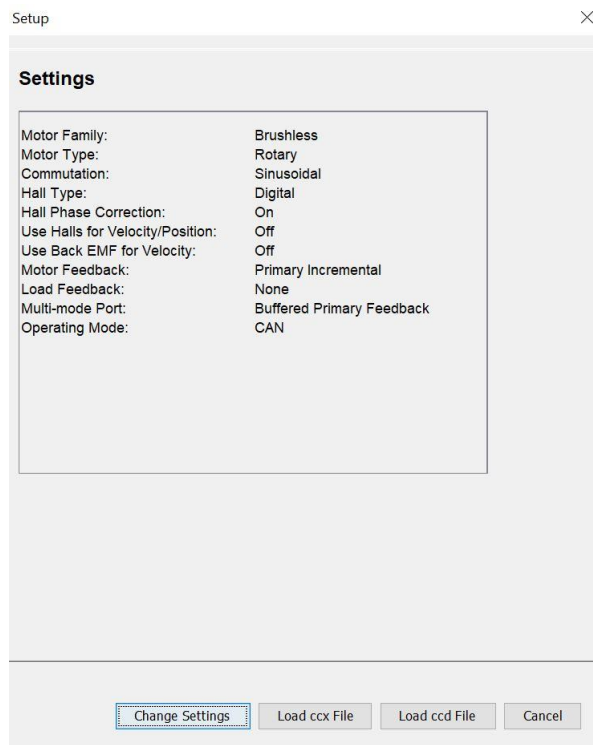 Setup
Settings
Motor Family: Brushless
Motor Type: Rotary
Commutation: Sinusoidal
Hall Type: Digital
Hall Phase Correction: On
Use Halls for Velocity/Position: Off
Use Back EMF for Velocity: Off
Motor Feedback: Primary Incremental
Load Feedback: None
Multi-mode Port: Buffered Primary Feedback
Operating Mode: CAN
Change Settings Load ccx File Load ccd File Cancel